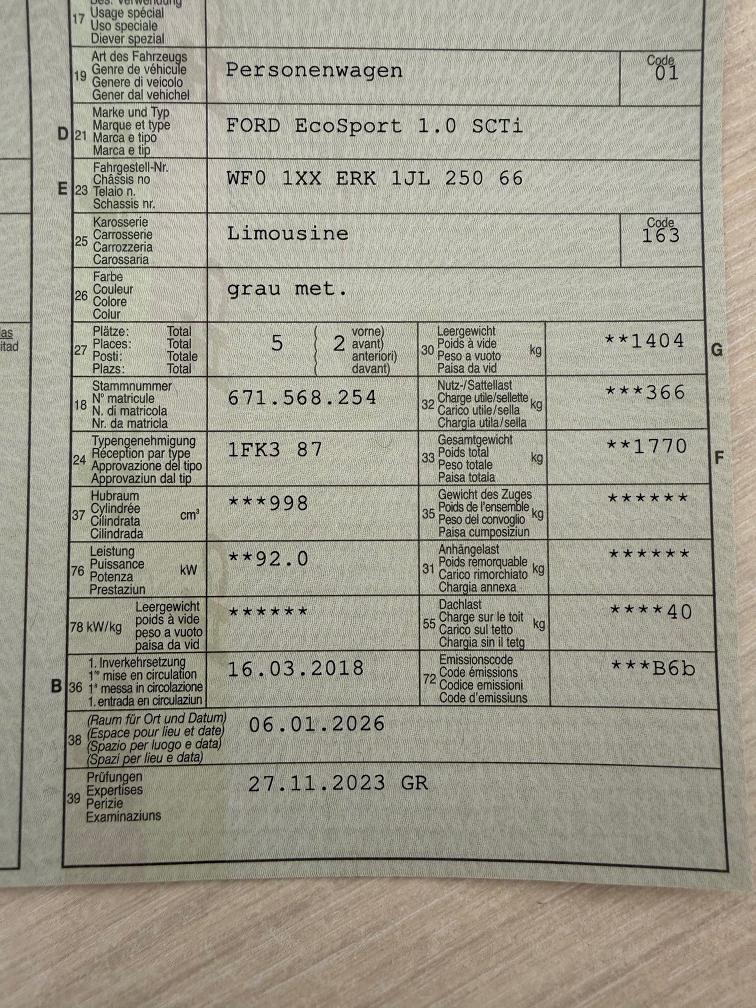 17 Usage spécial
Uso speciale
Diever spezial
19 Art des Fahrzeugs
Genre de véhicule
Genere di veicolo
Gener dal vehichel
Personenwagen
Code
01
D 21 Marke und Typ
Marque et type
Marca e tipo
Marca e tip
FORD EcoSport 1.0 SCTi
E 23 Fahrgestell-Nr.
Châssis no
Telaio n.
Schassis nr.
WF0 1XX ERK 1JL 250 66
25 Karosserie
Carrosserie
Carrozzeria
Carossaria
Limousine
Code
163
26 Farbe
Couleur
Colore
Colur
grau met.
27 Plätze: Total
Places: Total
Posti: Totale
Plazs: Total
5 ( 2 vorne)
avant)
anteriori)
davant)
30 Leergewicht
Poids à vide
Peso a vuoto
Paisa da vid
kg
**1404
G
18 Stammnummer
N° matricule
N. di matricola
Nr. da matricla
671.568.254
32 Nutz-/Sattellast
Charge utile/sellette
Carico utile/sella
Chargia utila/sella
kg
***366
24 Typengenehmigung
Réception par type
Approvazione del tipo
Approvaziun dal tip
1FK3 87
33 Gesamtgewicht
Poids total
Peso totale
Paisa totala
kg
**1770
F
37 Hubraum
Cylindrée
Cilindrata
Cilindrada
cm³
***998
35 Gewicht des Zuges
Poids de l'ensemble
Peso del convoglio
Paisa cumposiziun
kg
******
76 Leistung
Puissance
Potenza
Prestaziun
kW
**92.0
31 Anhängelast
Poids remorquable
Carico rimorchiato
Chargia annexa
kg
******
78 kW/kg Leergewicht
poids à vide
peso a vuoto
paisa da vid
******
55 Dachlast
Charge sur le toit
Carico sul tetto
Chargia sin il tetg
kg
****40
B 36 1. Inverkehrsetzung
1re mise en circulation
1a messa in circolazione
1. entrada en circulaziun
16.03.2018
72 Emissionscode
Code émissions
Codice emissioni
Code d'emissiuns
***B6b
38 (Raum für Ort und Datum)
(Espace pour lieu et date)
(Spazio per luogo e data)
(Spazi per lieu e data)
06.01.2026
39 Prüfungen
Expertises
Perizie
Examinaziuns
27.11.2023 GR